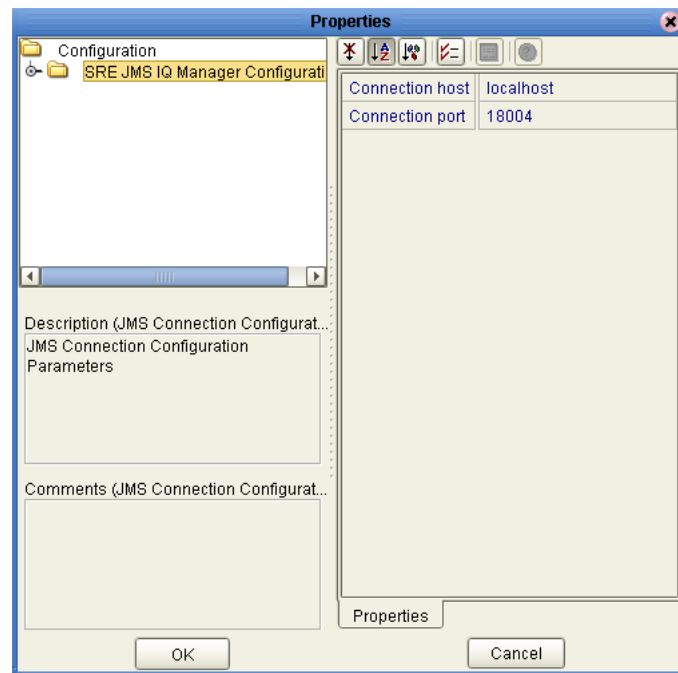 Properties
Configuration
SRE JMS IQ Manager Configurati
Connection host localhost
Connection port 18004
Description (JMS Connection Configurat...
JMS Connection Configuration
Parameters
Comments (JMS Connection Configurat...
Properties
OK
Cancel